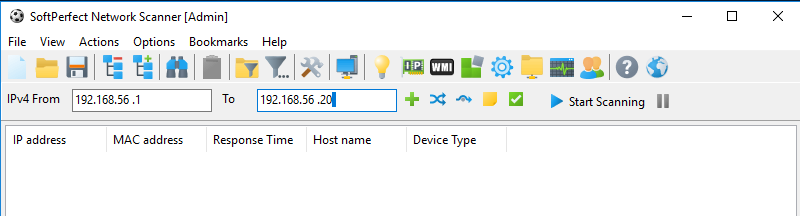 SoftPerfect Network Scanner [Admin]
File View Actions Options Bookmarks Help
IP WMI ?
IPv4 From 192.168.56 .1 To 192.168.56 .20 Start Scanning
IP address MAC address Response Time Host name Device Type